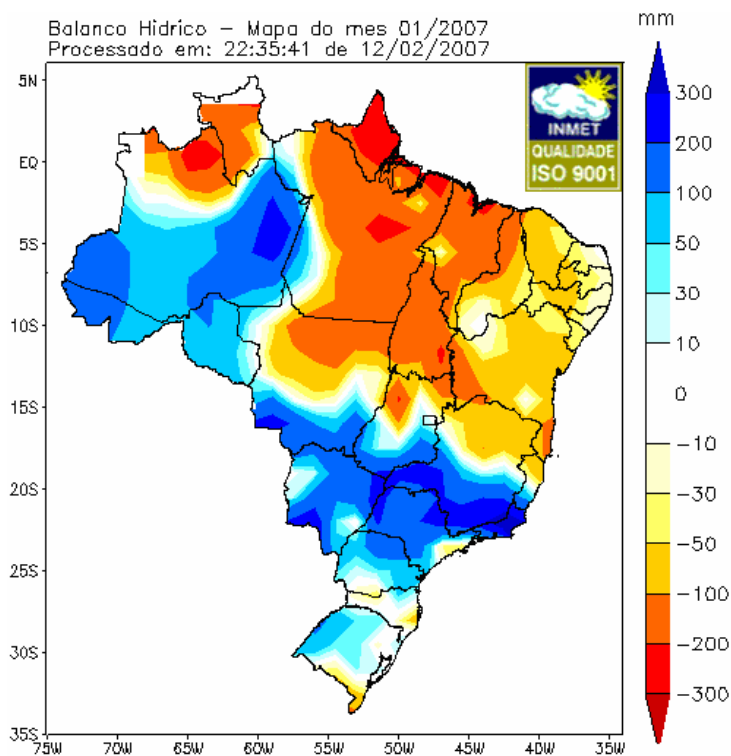 Balanco Hidrico - Mapa do mes 01/2007
Processado em: 22:35:41 de 12/02/2007
mm
INMET
QUALIDADE
ISO 9001
5N
EQ
5S
10S
15S
20S
25S
30S
35S
75W 70W 65W 60W 55W 50W 45W 40W 35W
300
200
100
50
30
10
0
-10
-30
-50
-100
-200
-300